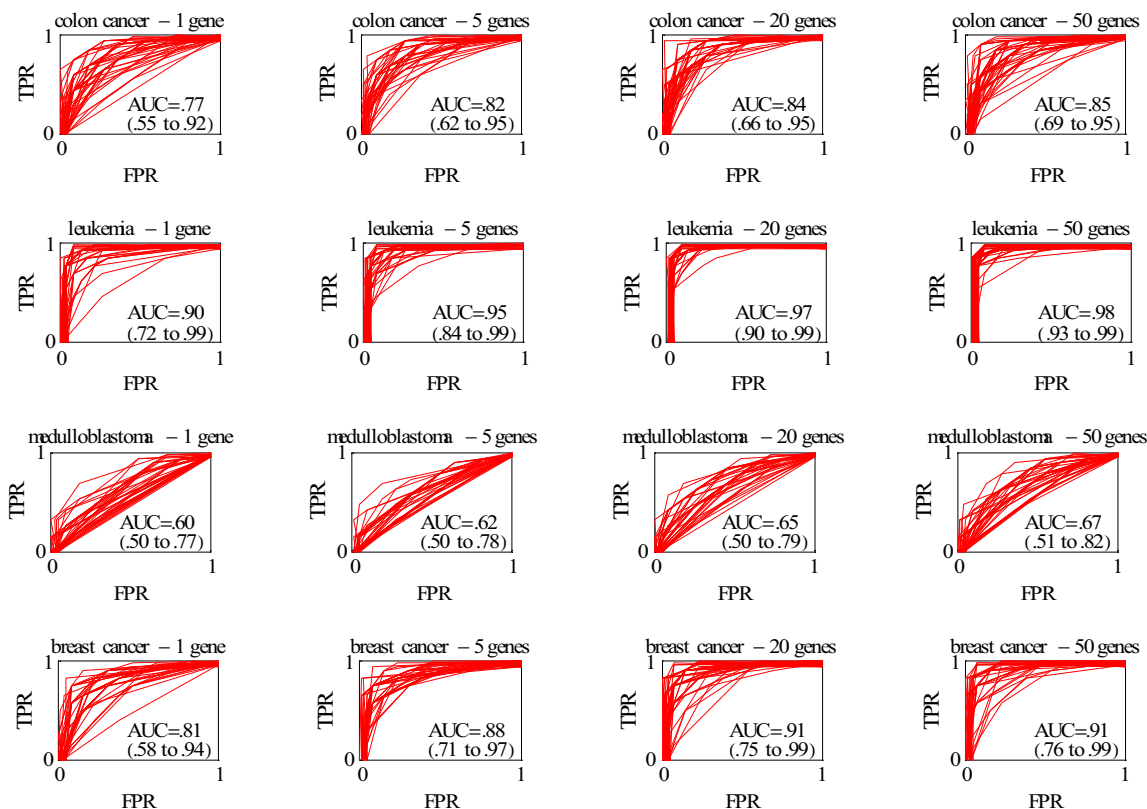 colon cancer – 1 gene
1
TPR
AUC=.77
(.55 to .92)
0
0
1
FPR
colon cancer – 5 genes
1
TPR
AUC=.82
(.62 to .95)
0
0
1
FPR
colon cancer – 20 genes
1
TPR
AUC=.84
(.66 to .95)
0
0
1
FPR
colon cancer – 50 genes
1
TPR
AUC=.85
(.69 to .95)
0
0
1
FPR
leukemia – 1 gene
1
TPR
AUC=.90
(.72 to .99)
0
0
1
FPR
leukemia – 5 genes
1
TPR
AUC=.95
(.84 to .99)
0
0
1
FPR
leukemia – 20 genes
1
TPR
AUC=.97
(.90 to .99)
0
0
1
FPR
leukemia – 50 genes
1
TPR
AUC=.98
(.93 to .99)
0
0
1
FPR
medulloblastoma – 1 gene
1
TPR
AUC=.60
(.50 to .77)
0
0
1
FPR
medulloblastoma – 5 genes
1
TPR
AUC=.62
(.50 to .78)
0
0
1
FPR
medulloblastoma – 20 genes
1
TPR
AUC=.65
(.50 to .79)
0
0
1
FPR
medulloblastoma – 50 genes
1
TPR
AUC=.67
(.51 to .82)
0
0
1
FPR
breast cancer – 1 gene
1
TPR
AUC=.81
(.58 to .94)
0
0
1
FPR
breast cancer – 5 genes
1
TPR
AUC=.88
(.71 to .97)
0
0
1
FPR
breast cancer – 20 genes
1
TPR
AUC=.91
(.75 to .99)
0
0
1
FPR
breast cancer – 50 genes
1
TPR
AUC=.91
(.76 to .99)
0
0
1
FPR